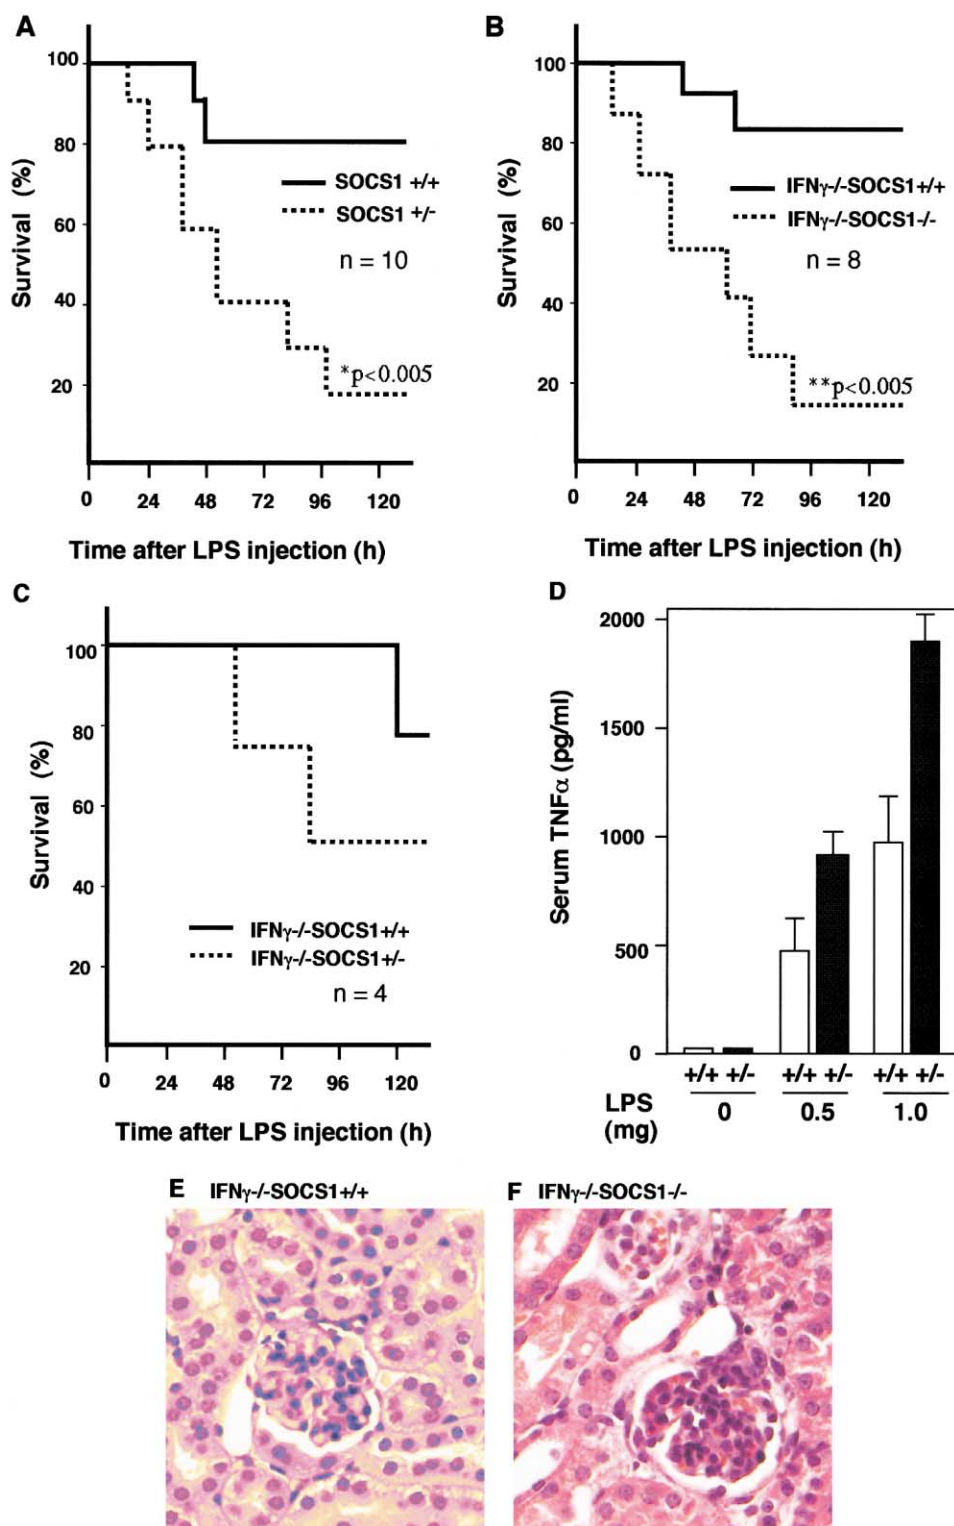 A
100
80
60
40
20
Survival (%)
SOCS1 +/+
SOCS1 +/-
n = 10
*p<0.005
0 24 48 72 96 120
Time after LPS injection (h)
B
100
80
60
40
20
Survival (%)
IFNγ-/-SOCS1+/+
IFNγ-/-SOCS1-/-
n = 8
**p<0.005
0 24 48 72 96 120
Time after LPS injection (h)
C
100
80
60
40
20
Survival (%)
IFNγ-/-SOCS1+/+
IFNγ-/-SOCS1+/-
n = 4
0 24 48 72 96 120
Time after LPS injection (h)
D
2000
1500
1000
500
0
Serum TNFα (pg/ml)
+/+ +/- +/+ +/- +/+ +/-
LPS (mg) 0 0.5 1.0
E IFNγ-/-SOCS1+/+
F IFNγ-/-SOCS1-/-